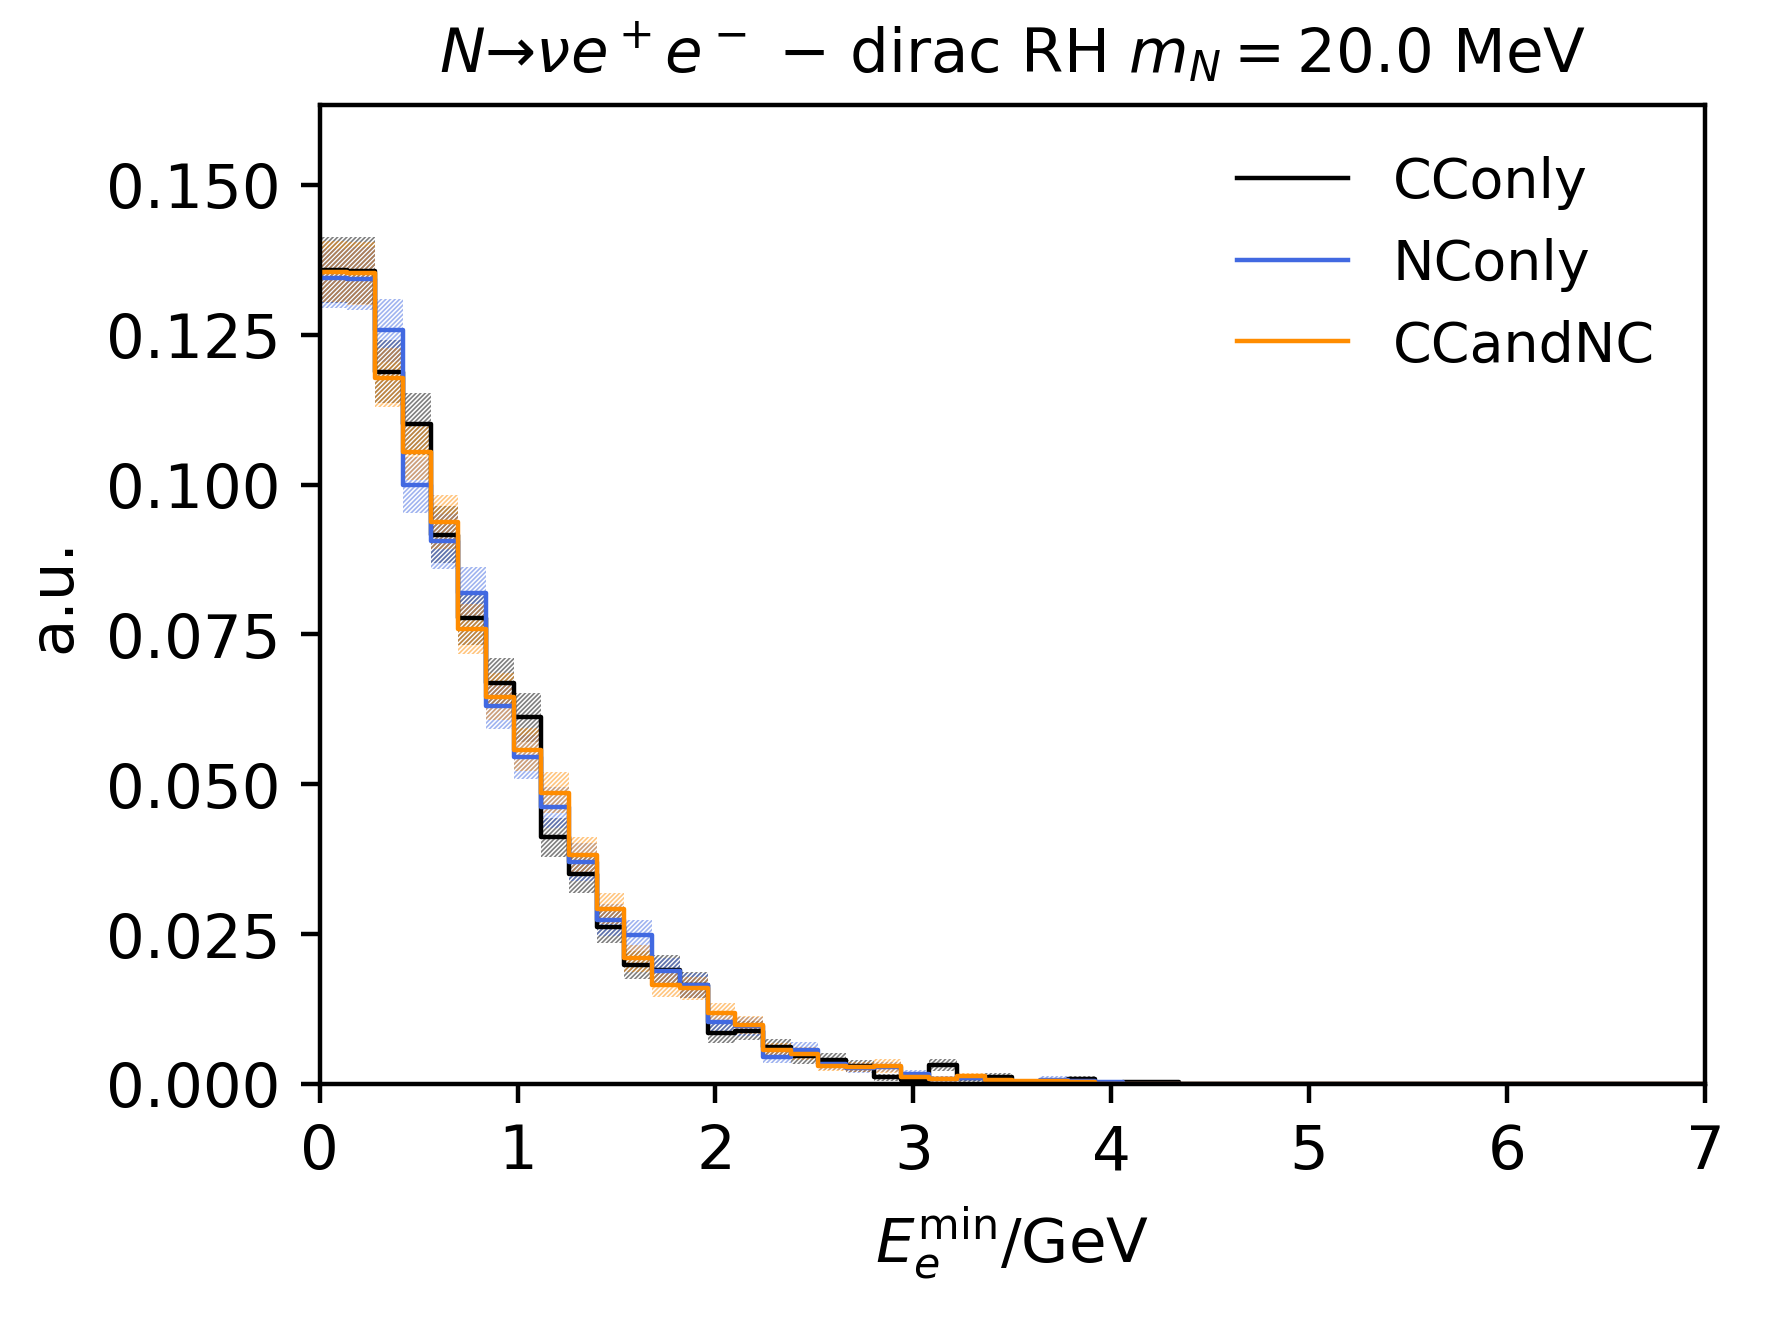 N→νe⁺e⁻ − dirac RH m_N = 20.0 MeV
CConly
NConly
CCandNC
0.150
0.125
0.100
0.075
0.050
0.025
0.000
a.u.
0 1 2 3 4 5 6 7
E_e^min/GeV